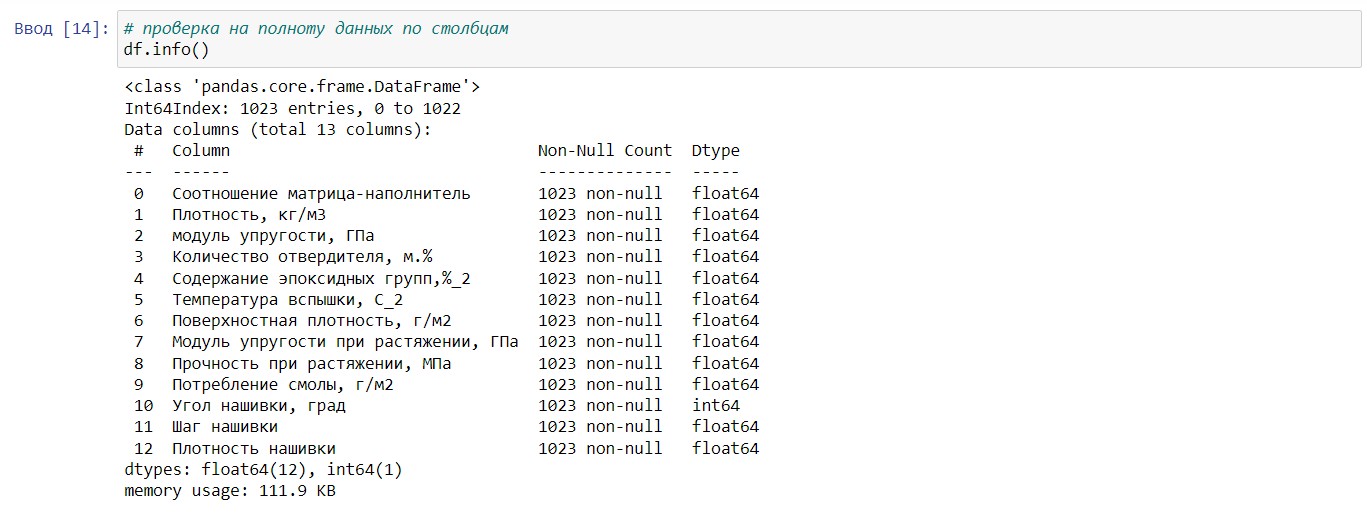 Ввод [14]: # проверка на полноту данных по столбцам
df.info()
<class 'pandas.core.frame.DataFrame'>
Int64Index: 1023 entries, 0 to 1022
Data columns (total 13 columns):
 #   Column                                Non-Null Count  Dtype
---  ------                                --------------  -----
 0   Соотношение матрица-наполнитель       1023 non-null   float64
 1   Плотность, кг/м3                      1023 non-null   float64
 2   модуль упругости, ГПа                 1023 non-null   float64
 3   Количество отвердителя, м.%           1023 non-null   float64
 4   Содержание эпоксидных групп,%_2       1023 non-null   float64
 5   Температура вспышки, С_2              1023 non-null   float64
 6   Поверхностная плотность, г/м2         1023 non-null   float64
 7   Модуль упругости при растяжении, ГПа  1023 non-null   float64
 8   Прочность при растяжении, МПа         1023 non-null   float64
 9   Потребление смолы, г/м2               1023 non-null   float64
 10  Угол нашивки, град                    1023 non-null   int64
 11  Шаг нашивки                           1023 non-null   float64
 12  Плотность нашивки                     1023 non-null   float64
dtypes: float64(12), int64(1)
memory usage: 111.9 KB